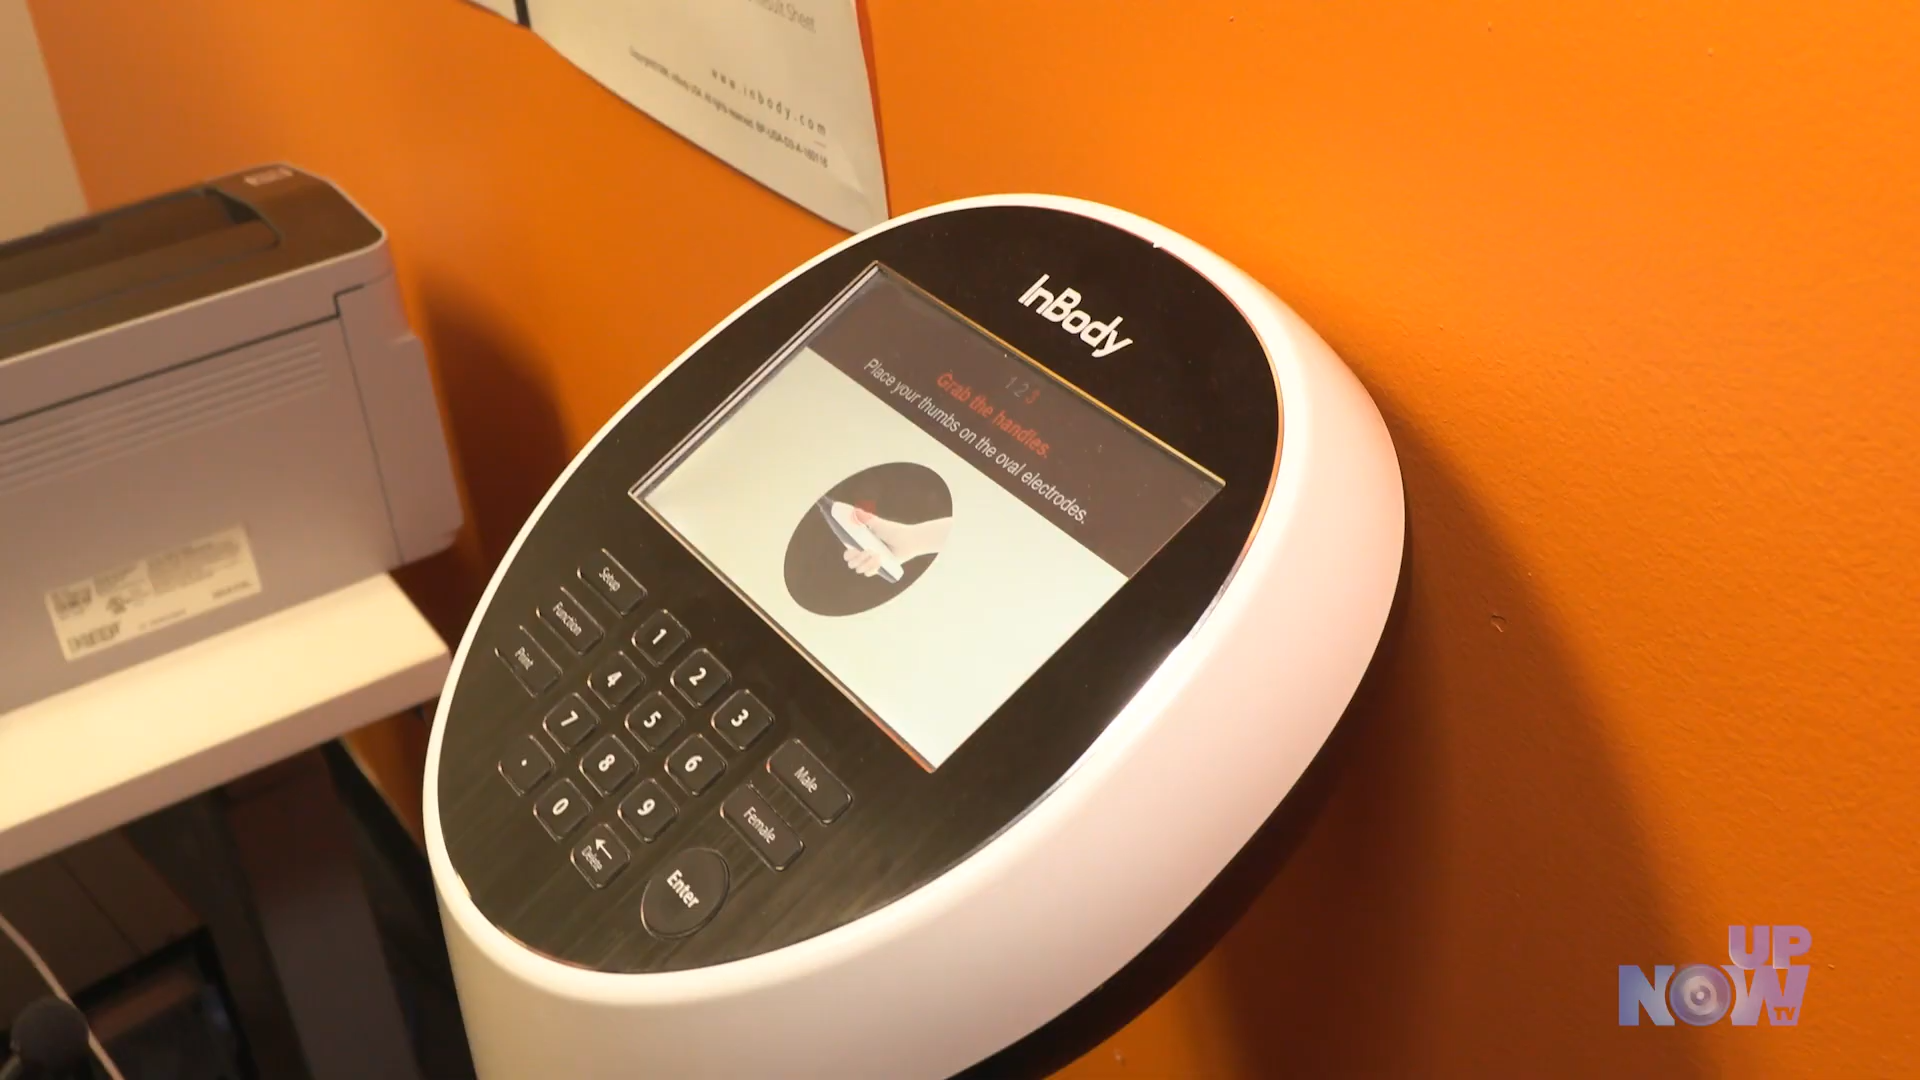 Result Sheet
www.inbody.com
InBody
1 2 3
Grab the handles.
Place your thumbs on the oval electrodes.
Setup
Function
Print
1
2
3
4
5
6
7
8
9
.
0
Delete
Male
Female
Enter
UP
NOW
TV